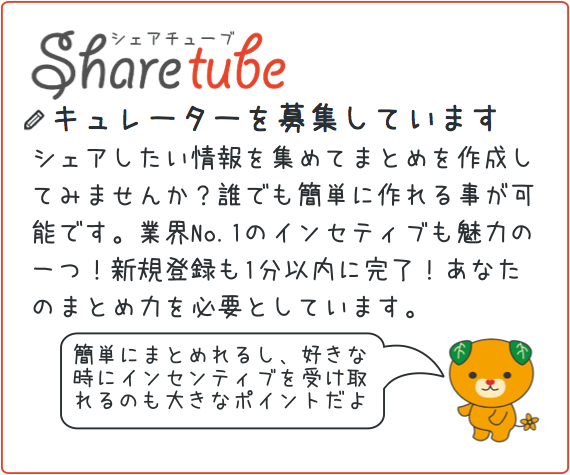 シェアチューブ
Sharetube
キュレーターを募集しています
シェアしたい情報を集めてまとめを作成し
てみませんか？誰でも簡単に作れる事が可
能です。業界No.1のインセティブも魅力の
一つ！新規登録も1分以内に完了！あなた
のまとめ力を必要としています。
簡単にまとめれるし、好きな
時にインセンティブを受け取
れるのも大きなポイントだよ